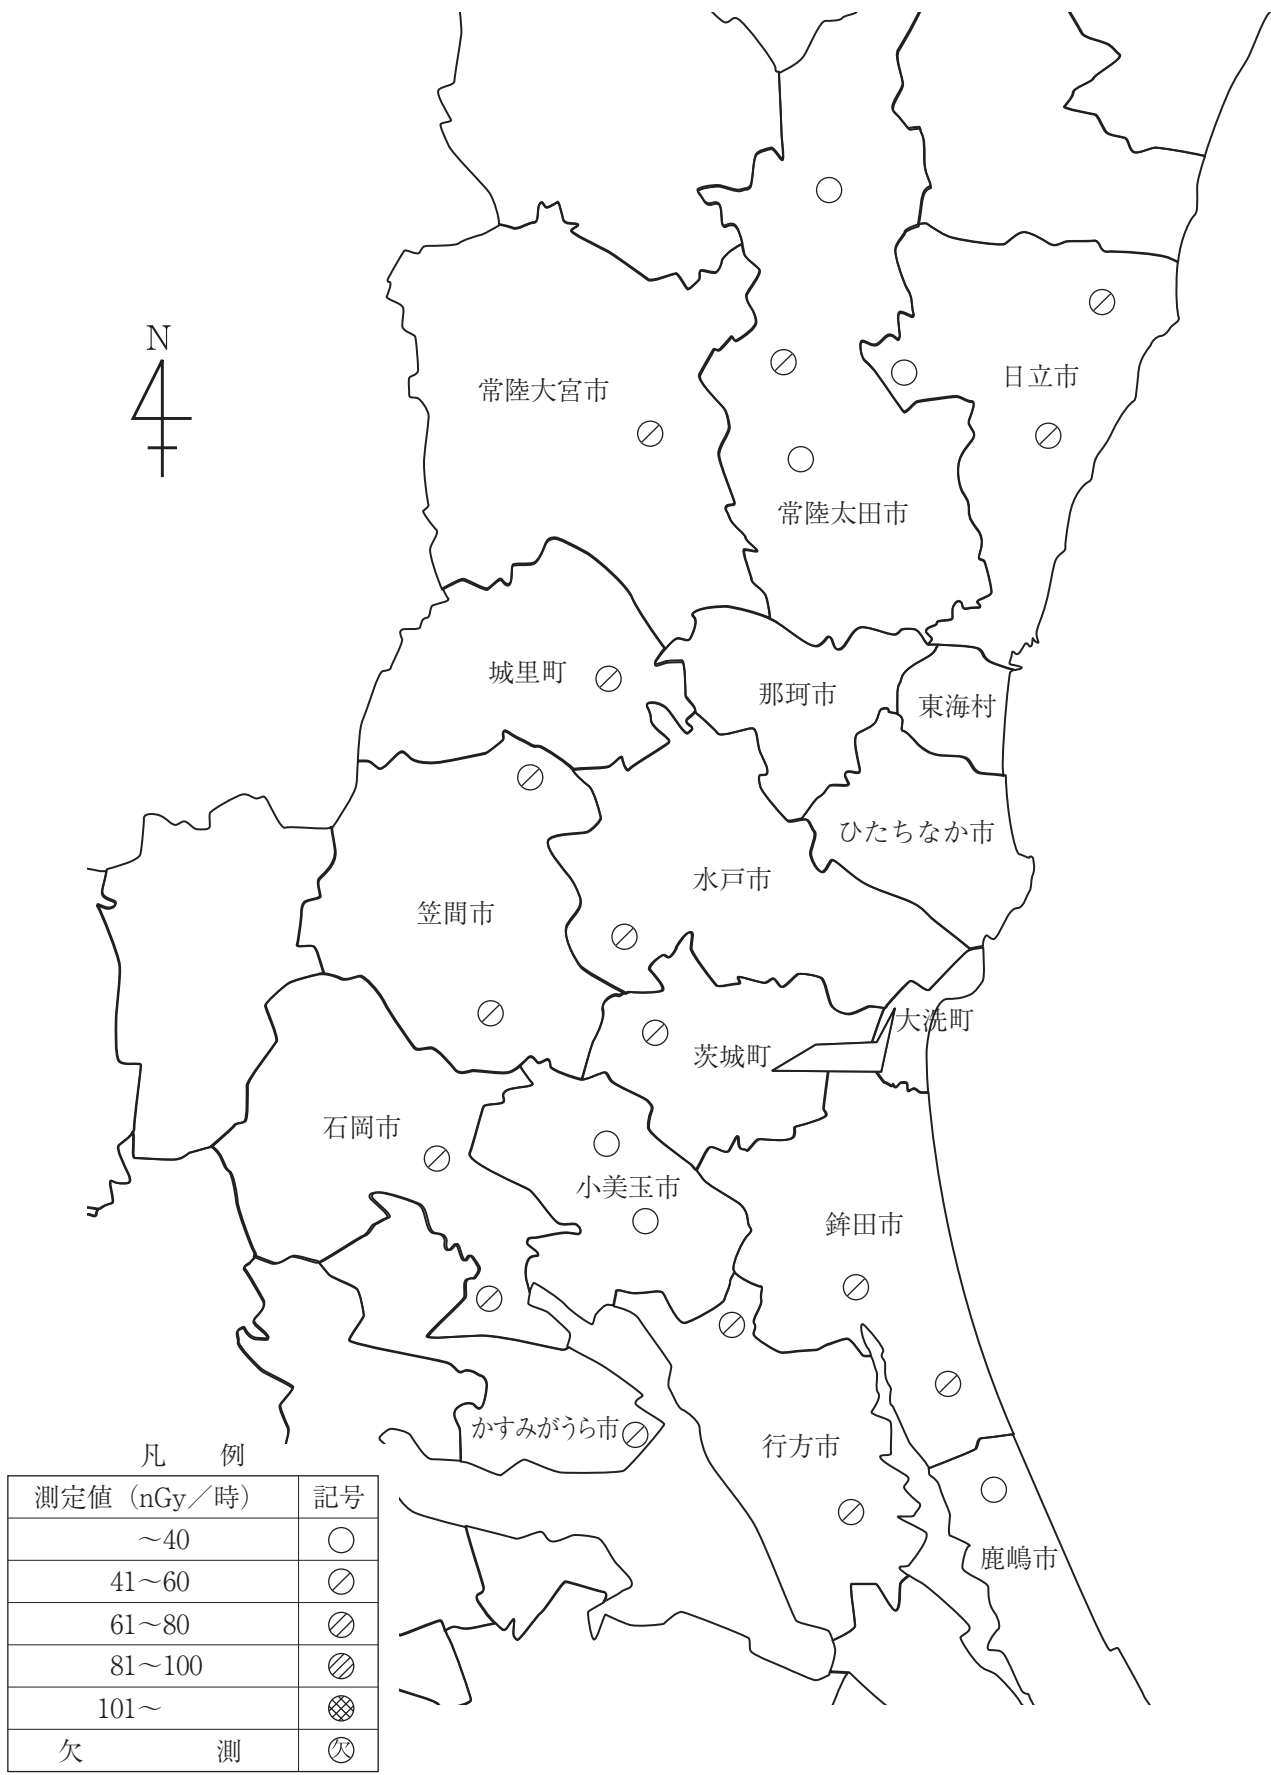 N
常陸大宮市
日立市
常陸太田市
城里町
那珂市
東海村
ひたちなか市
水戸市
笠間市
大洗町
茨城町
石岡市
小美玉市
鉾田市
かすみがうら市
行方市
鹿嶋市
凡 例
測定値（nGy／時） 記号
～40
41～60
61～80
81～100
101～
欠 測 欠